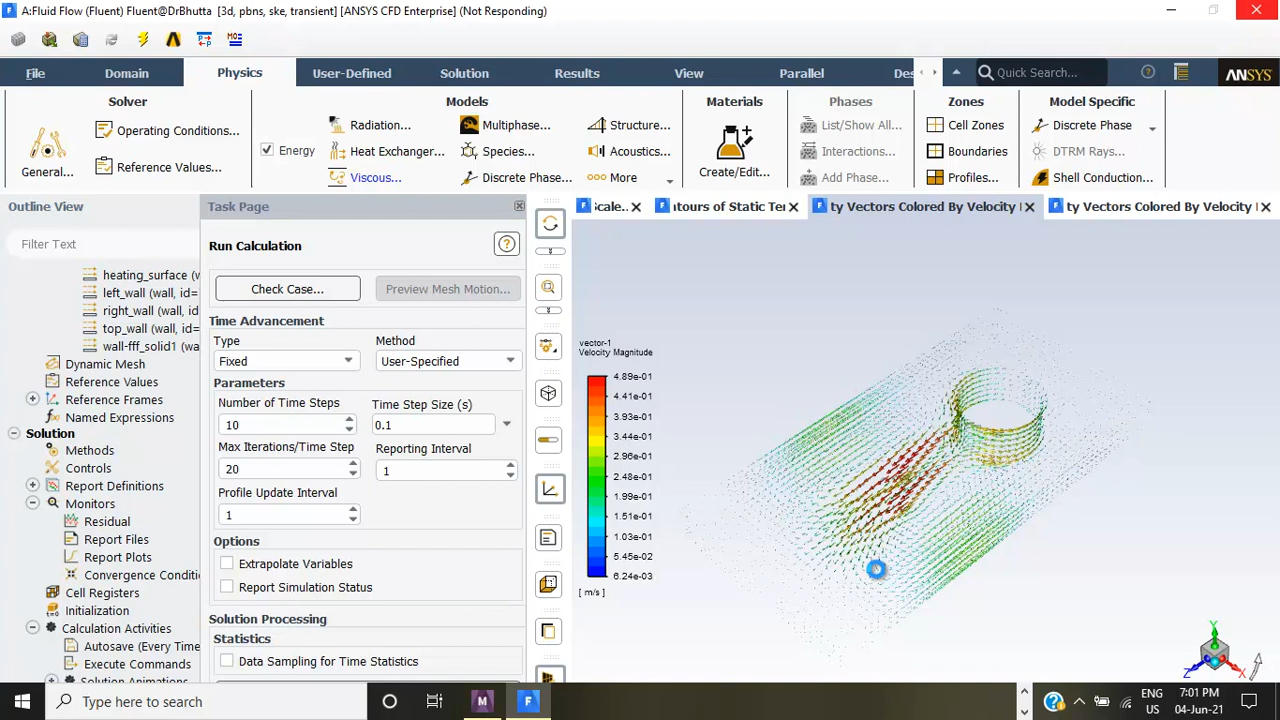 A:Fluid Flow (Fluent) Fluent@DrBhutta [3d, pbns, ske, transient] [ANSYS CFD Enterprise] (Not Responding)
File Domain Physics User-Defined Solution Results View Parallel Des Quick Search... ANSYS
Solver Models Materials Phases Zones Model Specific
Operating Conditions... Radiation... Multiphase... Structure... List/Show All... Cell Zones Discrete Phase
Energy Heat Exchanger... Species... Acoustics... Interactions... Boundaries DTRM Rays...
General... Reference Values... Viscous... Discrete Phase... More Create/Edit... Add Phase... Profiles... Shell Conduction...
Outline View Task Page
Scale... ntours of Static Ter ty Vectors Colored By Velocity ty Vectors Colored By Velocity
Filter Text
heating_surface (w
left_wall (wall, id=
right_wall (wall, id
top_wall (wall, id=
wall-fff_solid1 (wa
Dynamic Mesh
Reference Values
Reference Frames
Named Expressions
Solution
Methods
Controls
Report Definitions
Monitors
Residual
Report Files
Report Plots
Convergence Conditi
Cell Registers
Initialization
Calculation Activities
Autosave (Every Time
Execute Commands
Solution Animations
Run Calculation
Check Case... Preview Mesh Motion...
Time Advancement
Type Method
Fixed User-Specified
Parameters
Number of Time Steps Time Step Size (s)
10 0.1
Max Iterations/Time Step Reporting Interval
20 1
Profile Update Interval
1
Options
Extrapolate Variables
Report Simulation Status
Solution Processing
Statistics
Data Sampling for Time Statistics
vector-1
Velocity Magnitude
4.89e-01
4.41e-01
3.93e-01
3.44e-01
2.96e-01
2.48e-01
1.99e-01
1.51e-01
1.03e-01
5.45e-02
6.24e-03
[ m/s ]
Y
Z X
Type here to search
ENG
US
7:01 PM
04-Jun-21